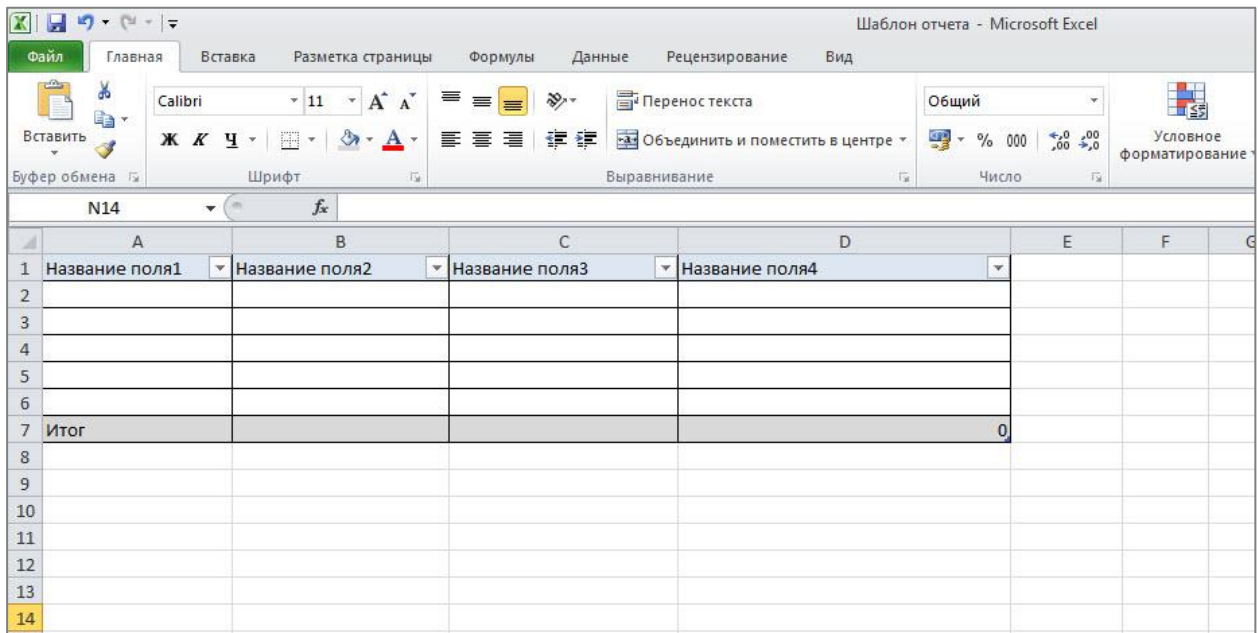 Шаблон отчета - Microsoft Excel
Файл Главная Вставка Разметка страницы Формулы Данные Рецензирование Вид
Calibri 11 Перенос текста Общий
Вставить Ж К Ч Объединить и поместить в центре % 000 Условное форматирование
Буфер обмена Шрифт Выравнивание Число
N14 fx
A B C D E F G
1 Название поля1 Название поля2 Название поля3 Название поля4
2
3
4
5
6
7 Итог 0
8
9
10
11
12
13
14